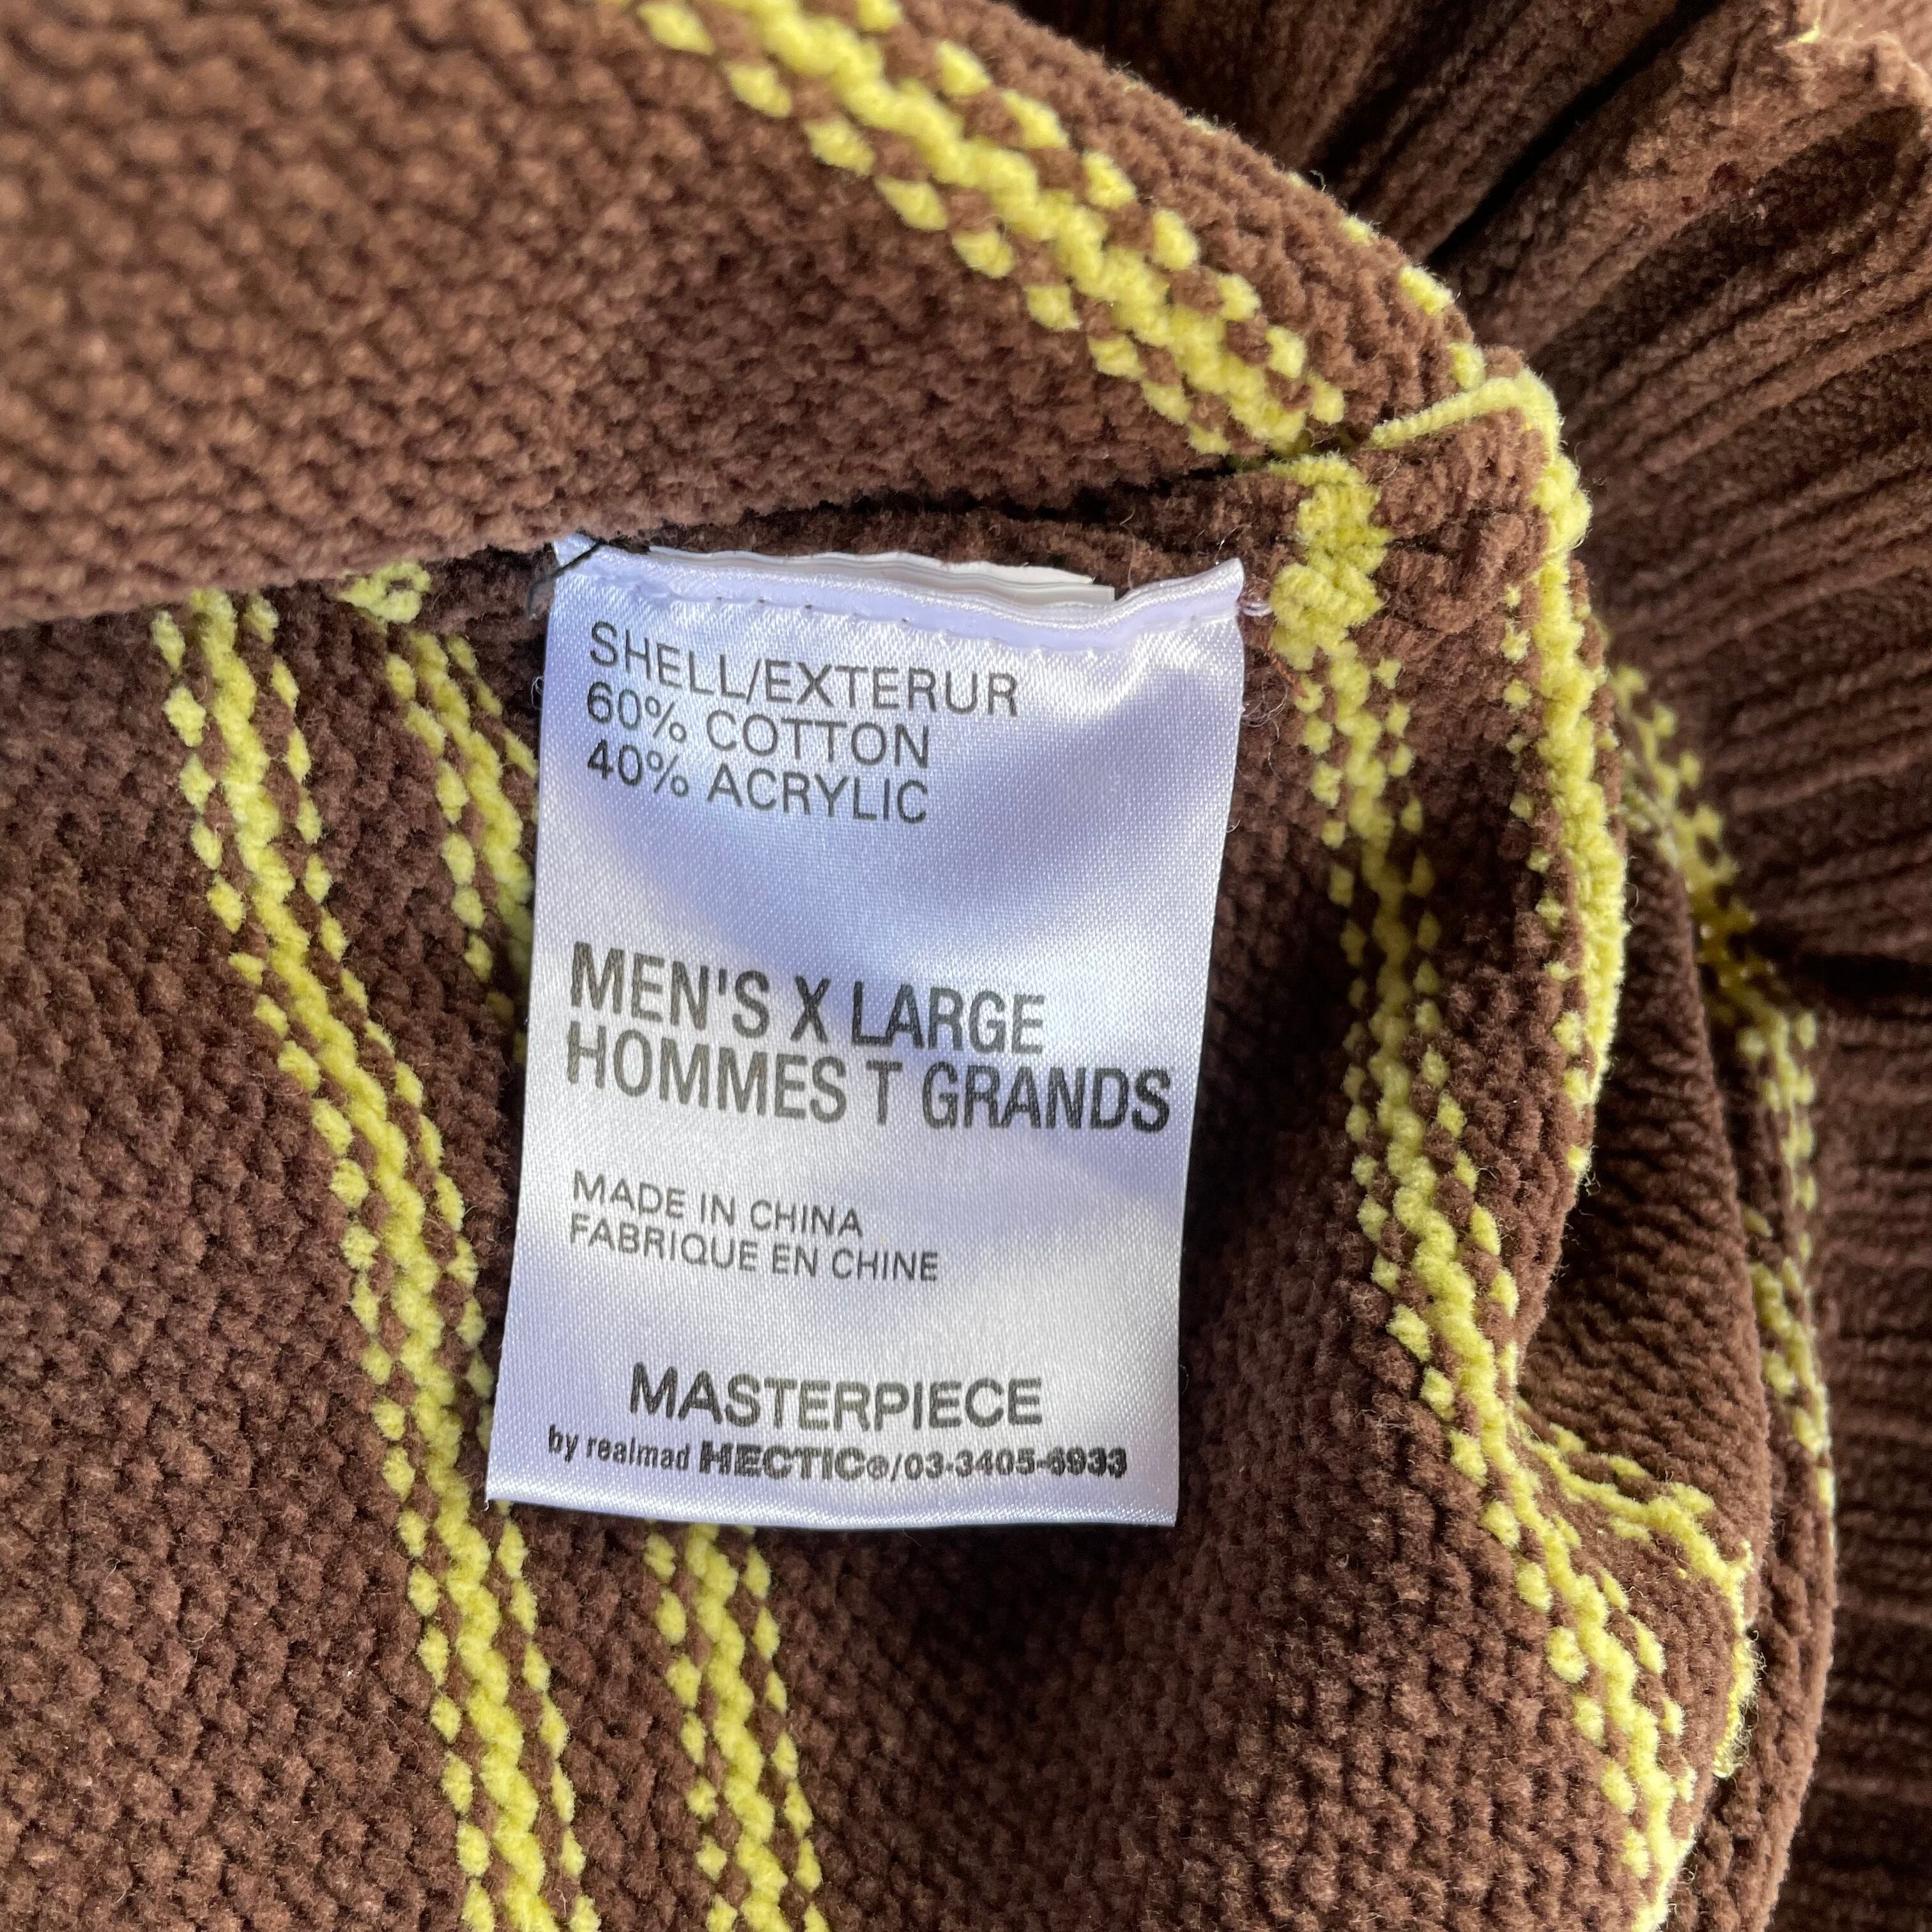 SHELL/EXTERUR
60% COTTON
40% ACRYLIC
MEN'S X LARGE
HOMMES T GRANDS
MADE IN CHINA
FABRIQUE EN CHINE
MASTERPIECE
by realmad HECTIC®/03-3405-6933